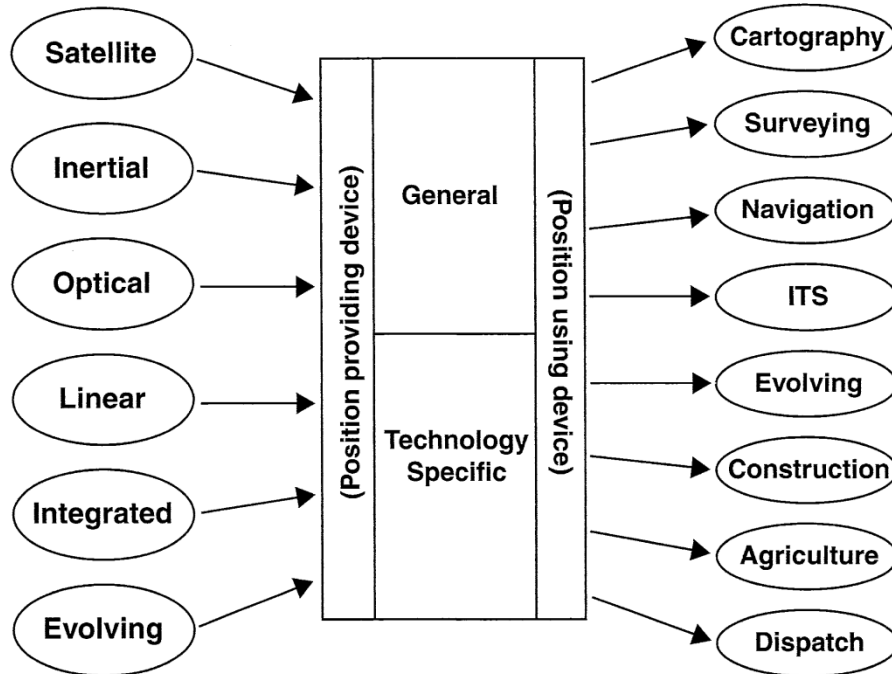 Satellite
Inertial
Optical
Linear
Integrated
Evolving
(Position providing device)
General
Technology
Specific
(Position using device)
Cartography
Surveying
Navigation
ITS
Evolving
Construction
Agriculture
Dispatch